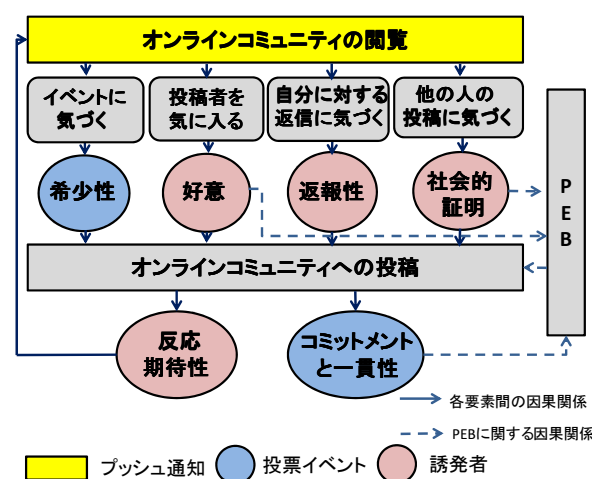 オンラインコミュニティの閲覧
イベントに
気づく
投稿者を
気に入る
自分に対する
返信に気づく
他の人の
投稿に気づく
希少性
好意
返報性
社会的
証明
P
E
B
オンラインコミュニティへの投稿
反応
期待性
コミットメント
と一貫性
各要素間の因果関係
PEBに関する因果関係
プッシュ通知
投票イベント
誘発者